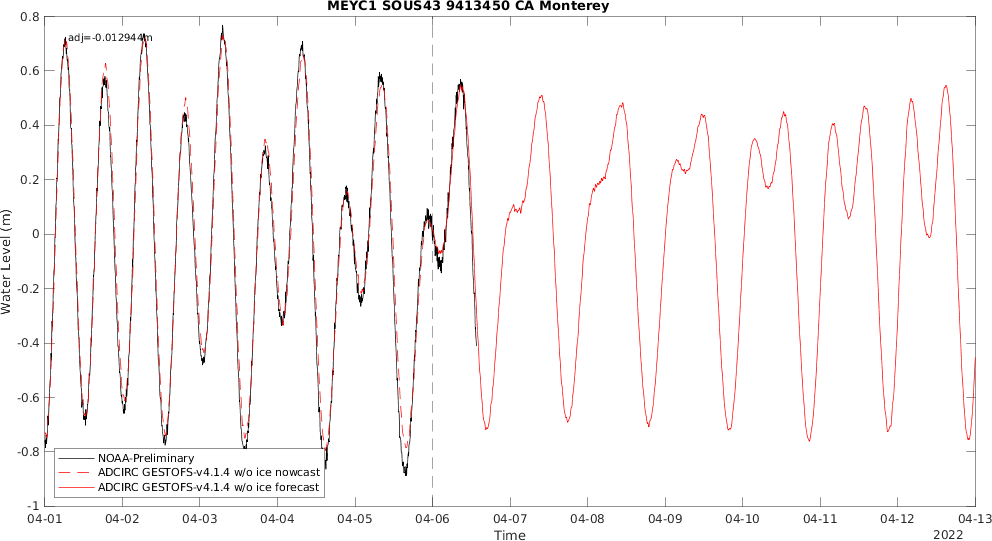 MEYC1 SOUS43 9413450 CA Monterey
adj=-0.012944m
0.8
0.6
0.4
0.2
0
-0.2
-0.4
-0.6
-0.8
-1
Water Level (m)
NOAA-Preliminary
ADCIRC GESTOFS-v4.1.4 w/o ice nowcast
ADCIRC GESTOFS-v4.1.4 w/o ice forecast
04-01 04-02 04-03 04-04 04-05 04-06 04-07 04-08 04-09 04-10 04-11 04-12 04-13
Time
2022